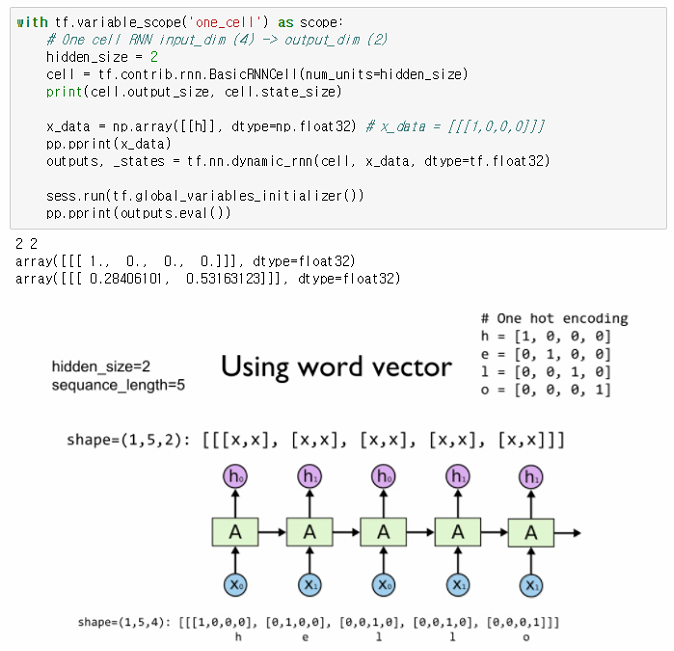 with tf.variable_scope('one_cell') as scope:
# One cell RNN input_dim (4) -> output_dim (2)
hidden_size = 2
cell = tf.contrib.rnn.BasicRNNCell(num_units=hidden_size)
print(cell.output_size, cell.state_size)
x_data = np.array([[h]], dtype=np.float32) # x_data = [[[1,0,0,0]]]
pp.pprint(x_data)
outputs, _states = tf.nn.dynamic_rnn(cell, x_data, dtype=tf.float32)
sess.run(tf.global_variables_initializer())
pp.pprint(outputs.eval())
2 2
array([[[ 1., 0., 0., 0.]]], dtype=float32)
array([[[ 0.28406101, 0.53163123]]], dtype=float32)
# One hot encoding
h = [1, 0, 0, 0]
e = [0, 1, 0, 0]
l = [0, 0, 1, 0]
o = [0, 0, 0, 1]
hidden_size=2
sequance_length=5
Using word vector
shape=(1,5,2): [[[x,x], [x,x], [x,x], [x,x], [x,x]]]
h₀ h₁ h₀ h₁ h₁
A A A A A
X₀ X₁ X₀ X₁ X₁
shape=(1,5,4): [[[1,0,0,0], [0,1,0,0], [0,0,1,0], [0,0,1,0], [0,0,0,1]]]
h e l l o